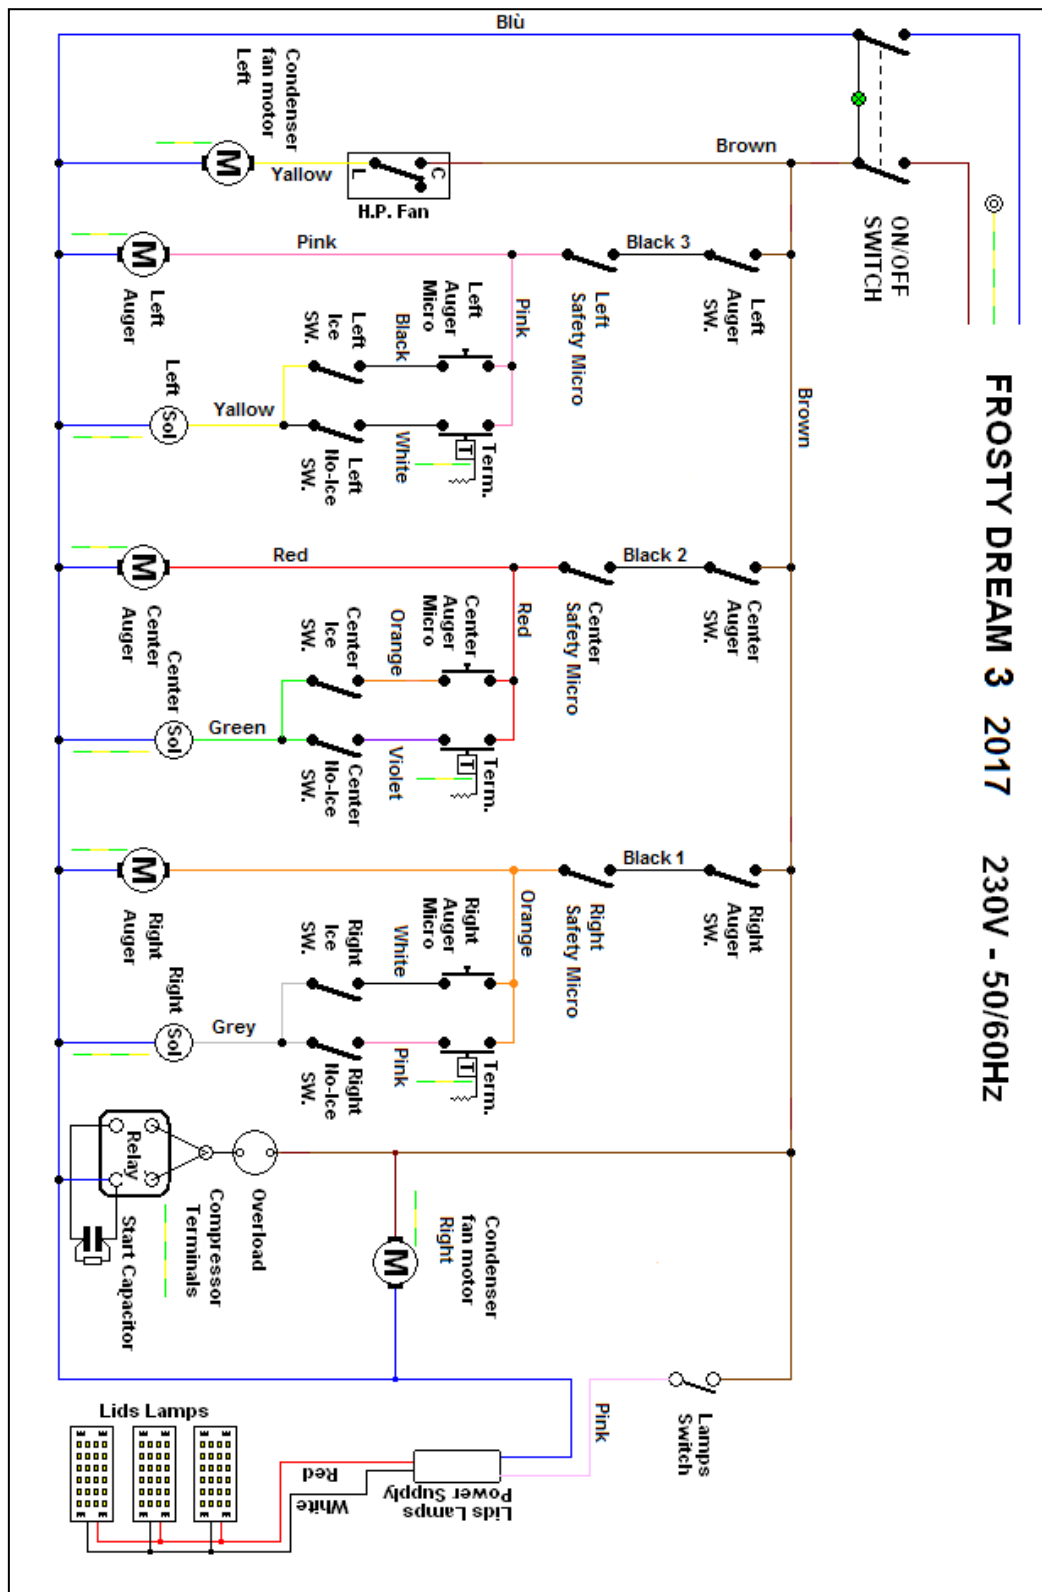 Blù
Condenser
fan motor
Left
M
Yallow
L
C
H.P. Fan
Brown
ON/OFF
SWITCH
M
Left
Auger
Pink
Left
Safety Micro
Black 3
Left
Auger
SW.
Pink
Left
Auger
Micro
Black
Left
Ice
SW.
Left
Sol
Yallow
Left
No-Ice
SW.
White
T
Term.
Brown
FROSTY DREAM 3 2017 230V - 50/60Hz
M
Center
Auger
Red
Center
Safety Micro
Black 2
Center
Auger
SW.
Red
Center
Auger
Micro
Orange
Center
Ice
SW.
Center
Sol
Green
Center
No-Ice
SW.
Violet
T
Term.
M
Right
Auger
Right
Safety Micro
Black 1
Right
Auger
SW.
Orange
Right
Auger
Micro
White
Right
Ice
SW.
Right
Sol
Grey
Right
No-Ice
SW.
Pink
T
Term.
Relay
Start Capacitor
Compressor
Terminals
Overload
M
Condenser
fan motor
Right
Lamps
Switch
Pink
Lids Lamps
Lids Lamps
Power Supply
Red
White